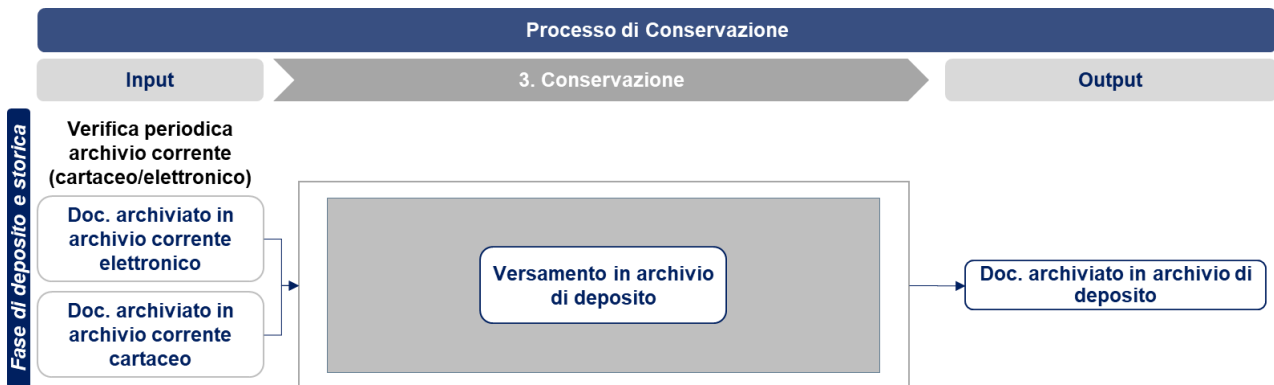 Processo di Conservazione
Input
3. Conservazione
Output
Fase di deposito e storica
Verifica periodica
archivio corrente
(cartaceo/elettronico)
Doc. archiviato in
archivio corrente
elettronico
Doc. archiviato in
archivio corrente
cartaceo
Versamento in archivio
di deposito
Doc. archiviato in archivio di
deposito